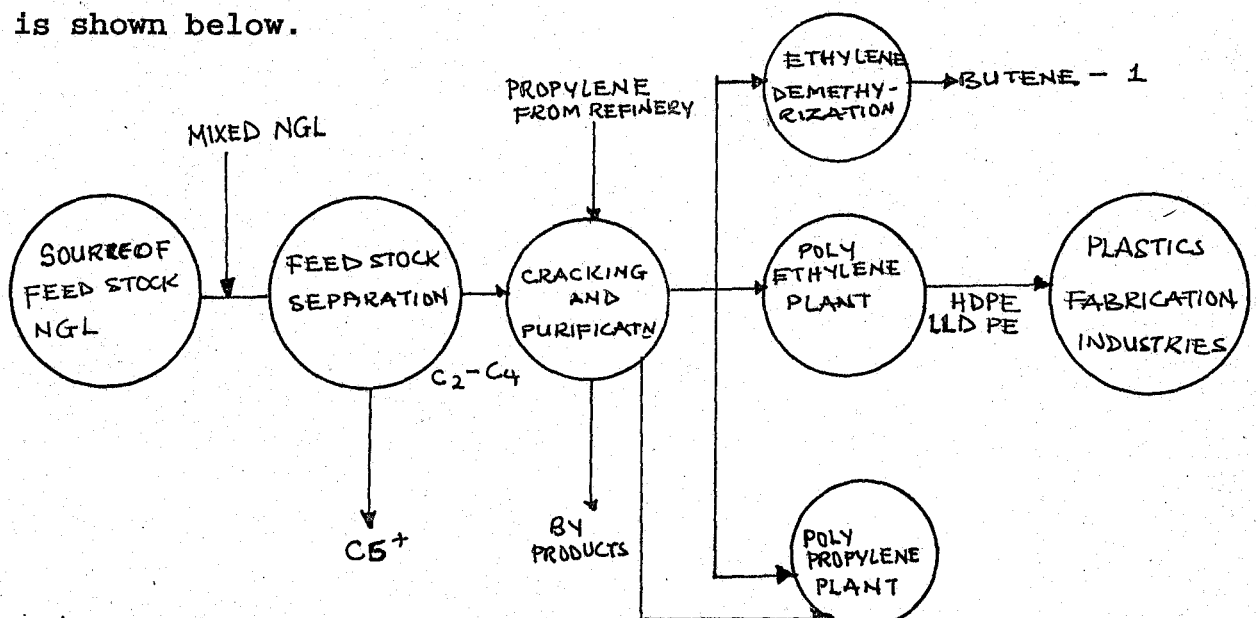 is shown below.
MIXED NGL
PROPYLENE
FROM REFINERY
ETHYLENE
DEMETHY-
RIZATION
BUTENE - 1
SOURCE OF
FEED STOCK
NGL
FEED STOCK
SEPARATION
C2-C4
CRACKING
AND
PURIFICATN
POLY
ETHYLENE
PLANT
HDPE
LLD PE
PLASTICS
FABRICATION
INDUSTRIES
C5+
BY
PRODUCTS
POLY
PROPYLENE
PLANT